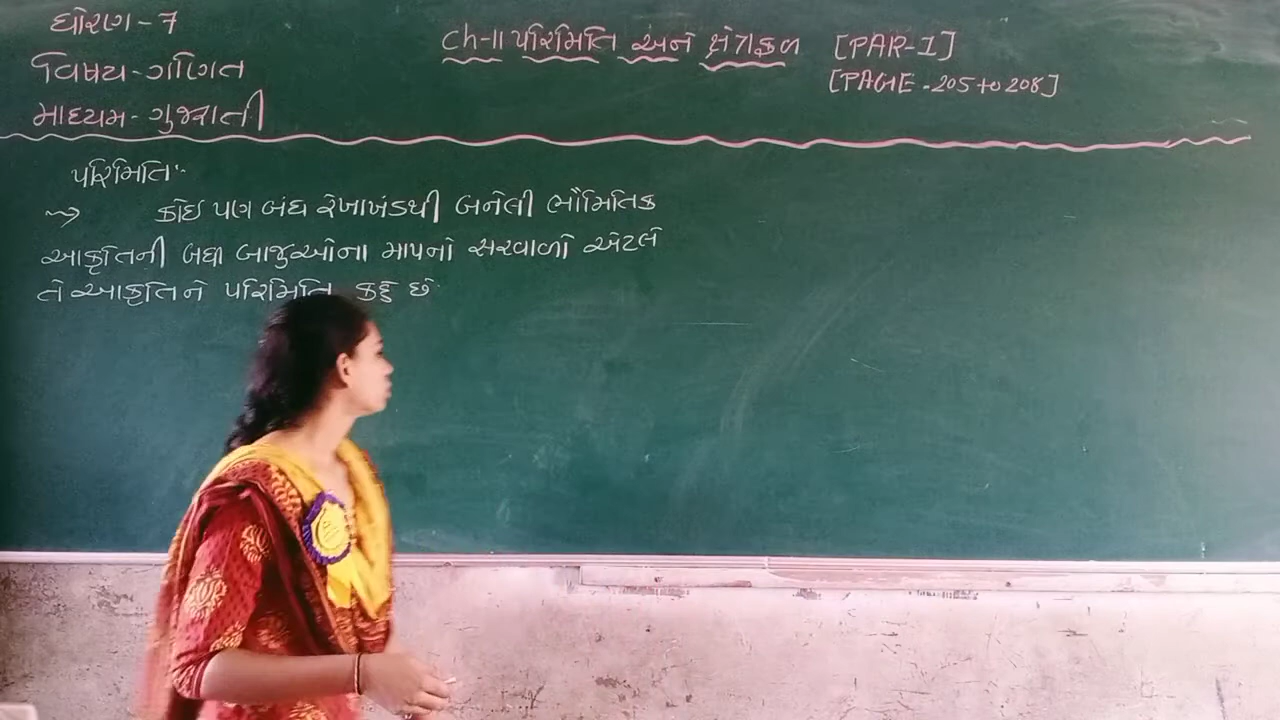 ધોરણ - 7
વિષય - ગણિત
માધ્યમ - ગુજરાતી
Ch-11 પરિમિતિ અને ક્ષેત્રફળ [PAR-I]
[PAGE - 205 to 208]
પરિમિતિ:-
→ કોઇ પણ બંધ રેખાખંડથી બનેલી ભૌમિતિક
આકૃતિની બધી બાજુઓના માપનો સરવાળો એટલે
તે આકૃતિને પરિમિતિ કહે છે.